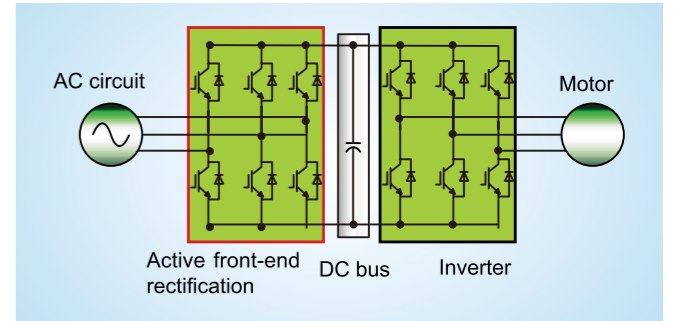 AC circuit
Motor
Active front-end
rectification
DC bus
Inverter